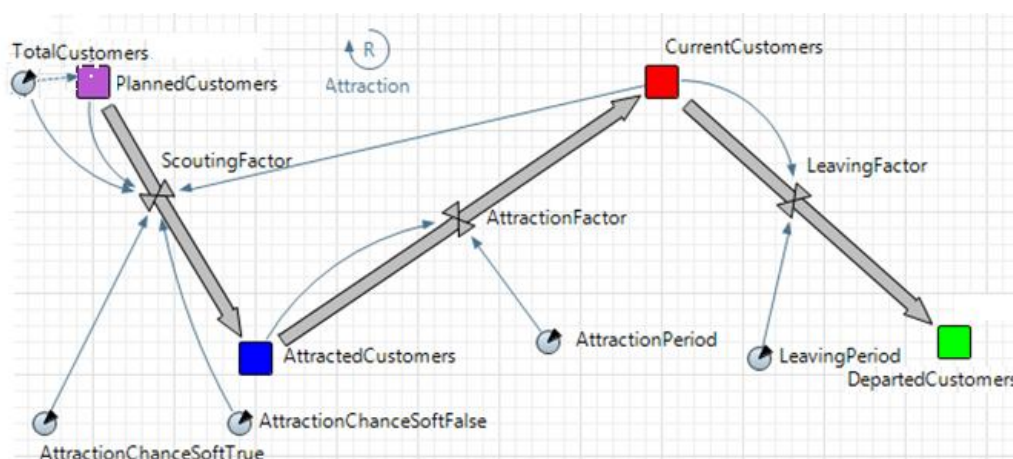 TotalCustomers
PlannedCustomers
R
Attraction
CurrentCustomers
ScoutingFactor
LeavingFactor
AttractionFactor
AttractedCustomers
AttractionPeriod
LeavingPeriod
DepartedCustomers
AttractionChanceSoftFalse
AttractionChanceSoftTrue